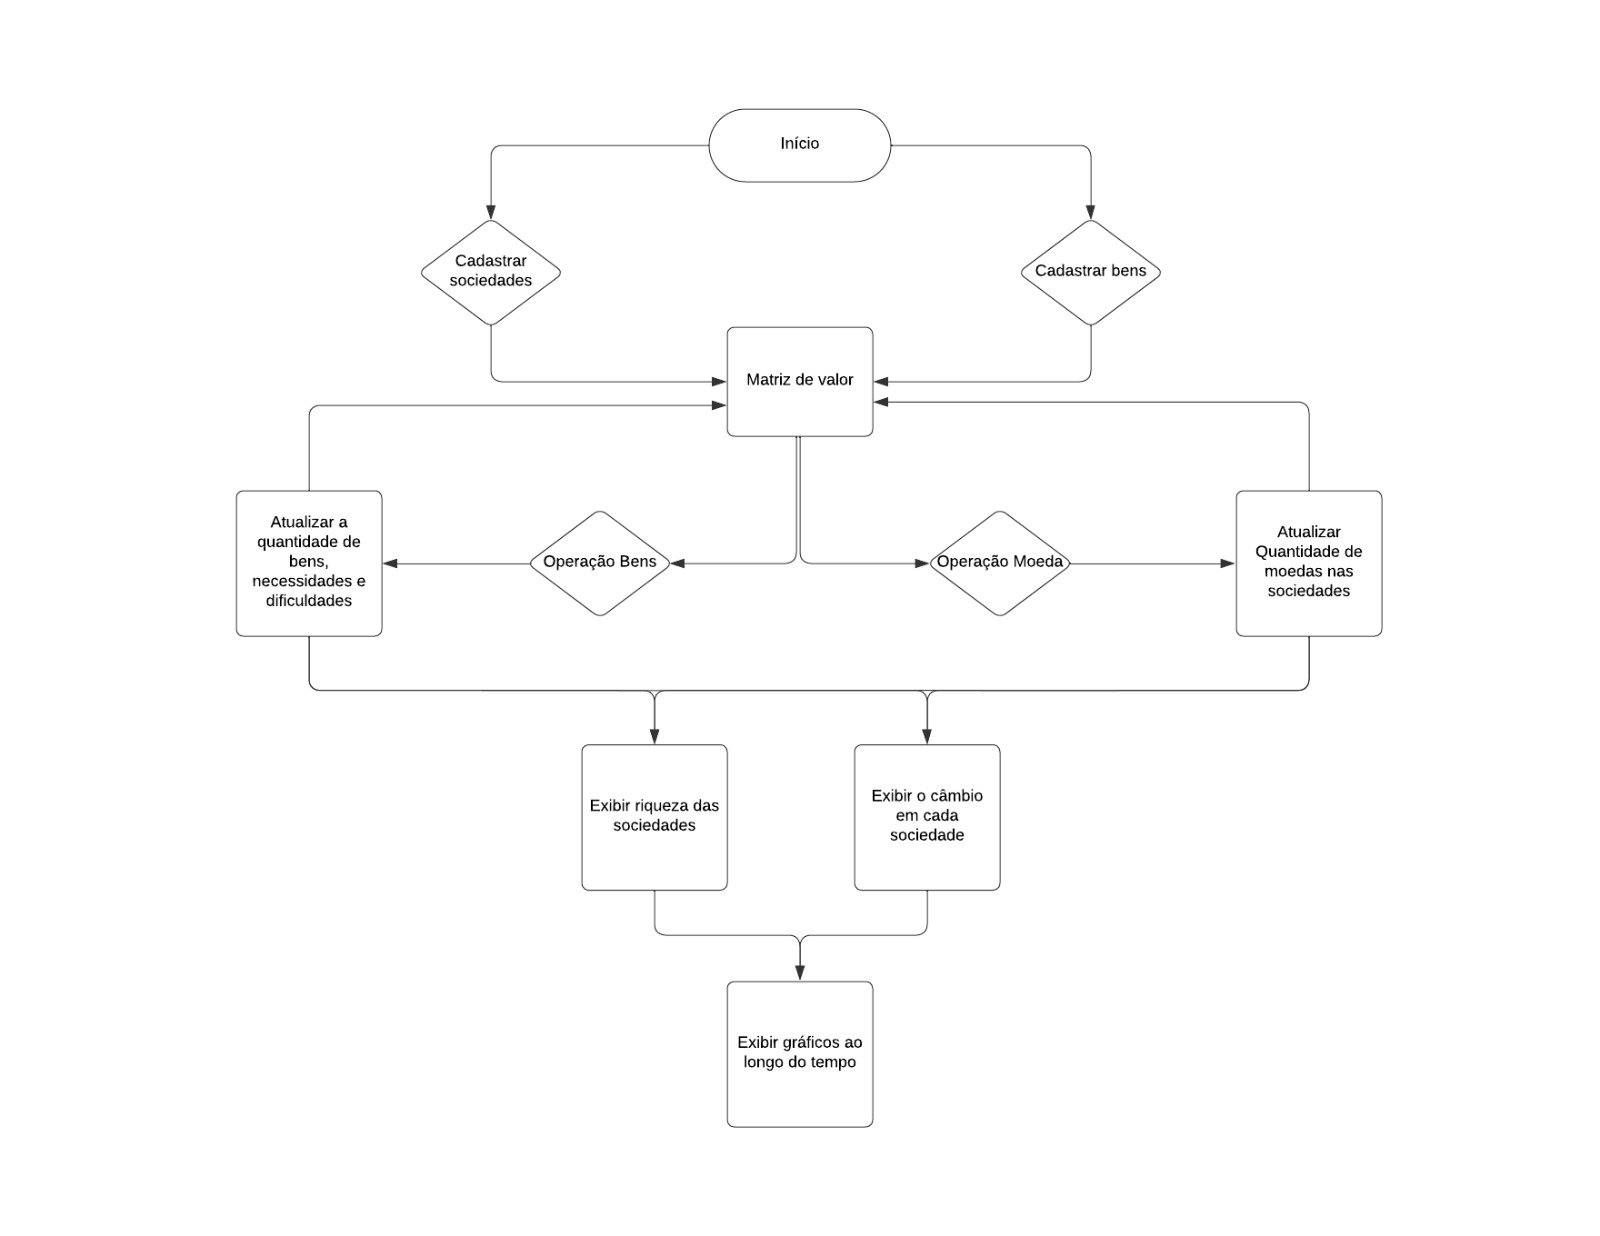 Início
Cadastrar
sociedades
Cadastrar bens
Matriz de valor
Atualizar a
quantidade de
bens,
necessidades e
dificuldades
Operação Bens
Operação Moeda
Atualizar
Quantidade de
moedas nas
sociedades
Exibir riqueza das
sociedades
Exibir o câmbio
em cada
sociedade
Exibir gráficos ao
longo do tempo